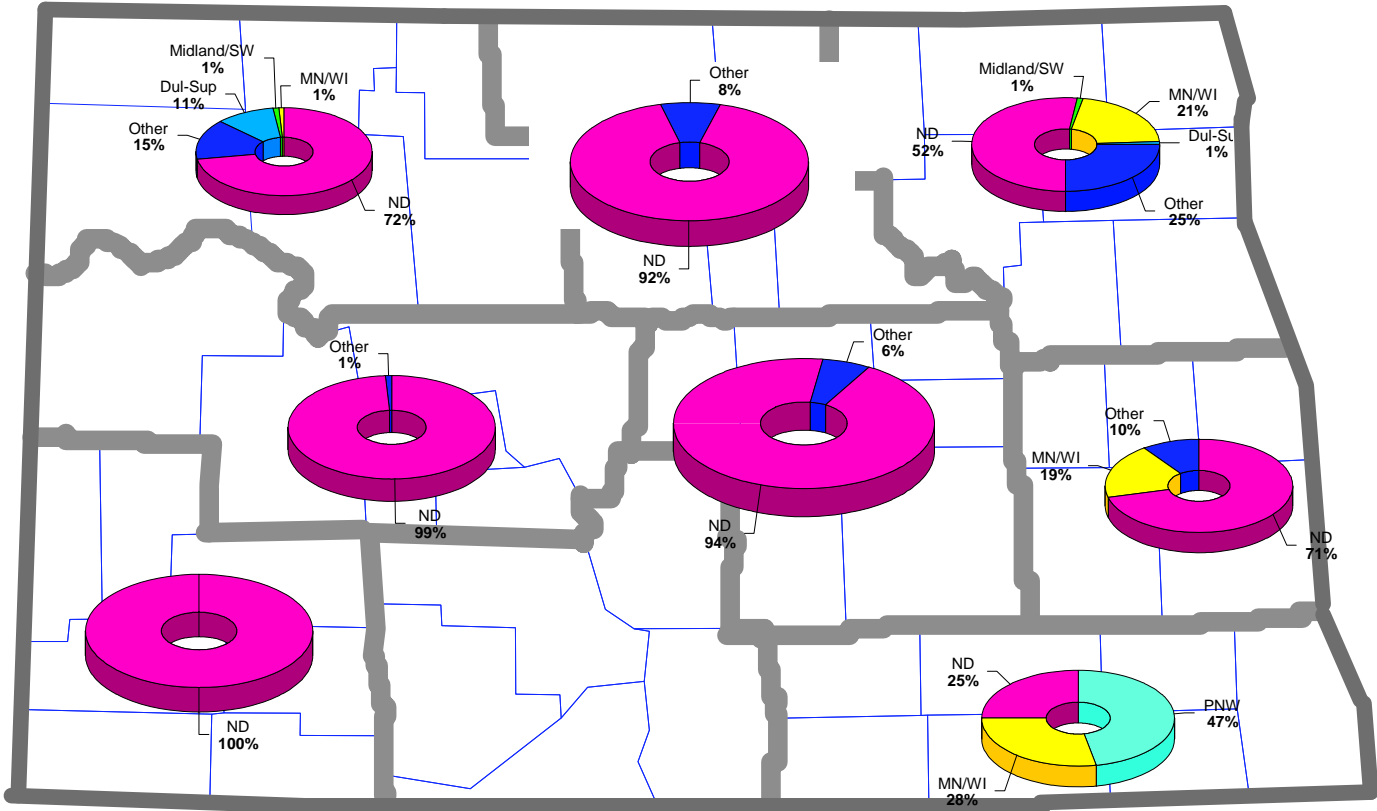 Midland/SW
1%
MN/WI
1%
Dul-Sup
11%
Other
15%
ND
72%
Other
8%
ND
92%
Midland/SW
1%
MN/WI
21%
ND
52%
Dul-Su
1%
Other
25%
Other
1%
ND
99%
Other
6%
ND
94%
Other
10%
MN/WI
19%
ND
71%
ND
100%
ND
25%
PNW
47%
MN/WI
28%